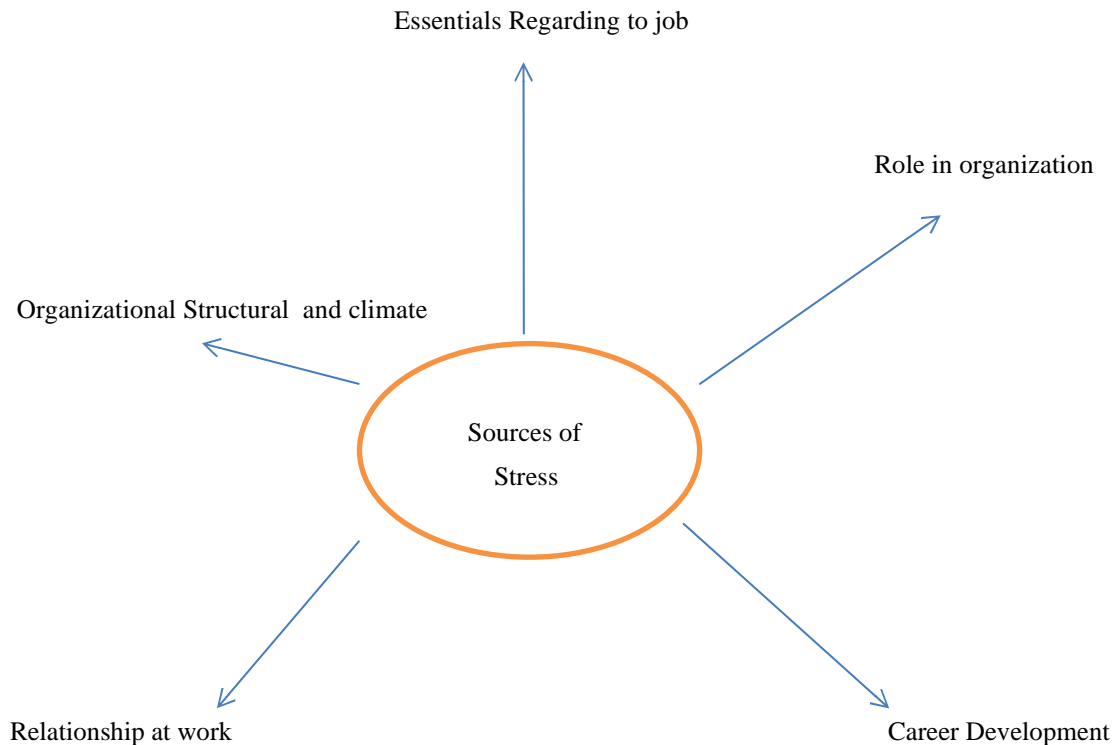 Essentials Regarding to job
Role in organization
Organizational Structural  and climate
Sources of
Stress
Relationship at work
Career Development